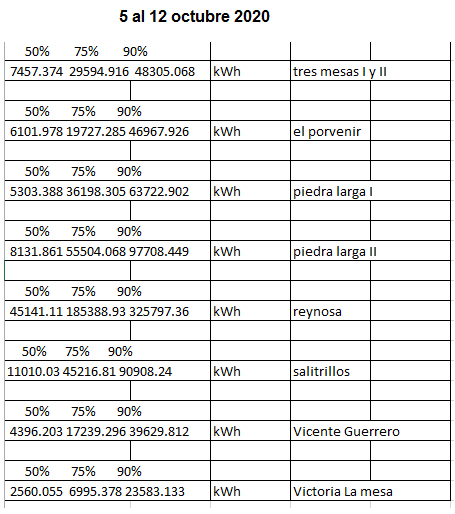 5 al 12 octubre 2020
50% 75% 90%
7457.374 29594.916 48305.068 kWh tres mesas I y II
50% 75% 90%
6101.978 19727.285 46967.926 kWh el porvenir
50% 75% 90%
5303.388 36198.305 63722.902 kWh piedra larga I
50% 75% 90%
8131.861 55504.068 97708.449 kWh piedra larga II
50% 75% 90%
45141.11 185388.93 325797.36 kWh reynosa
50% 75% 90%
11010.03 45216.81 90908.24 kWh salitrillos
50% 75% 90%
4396.203 17239.296 39629.812 kWh Vicente Guerrero
50% 75% 90%
2560.055 6995.378 23583.133 kWh Victoria La mesa